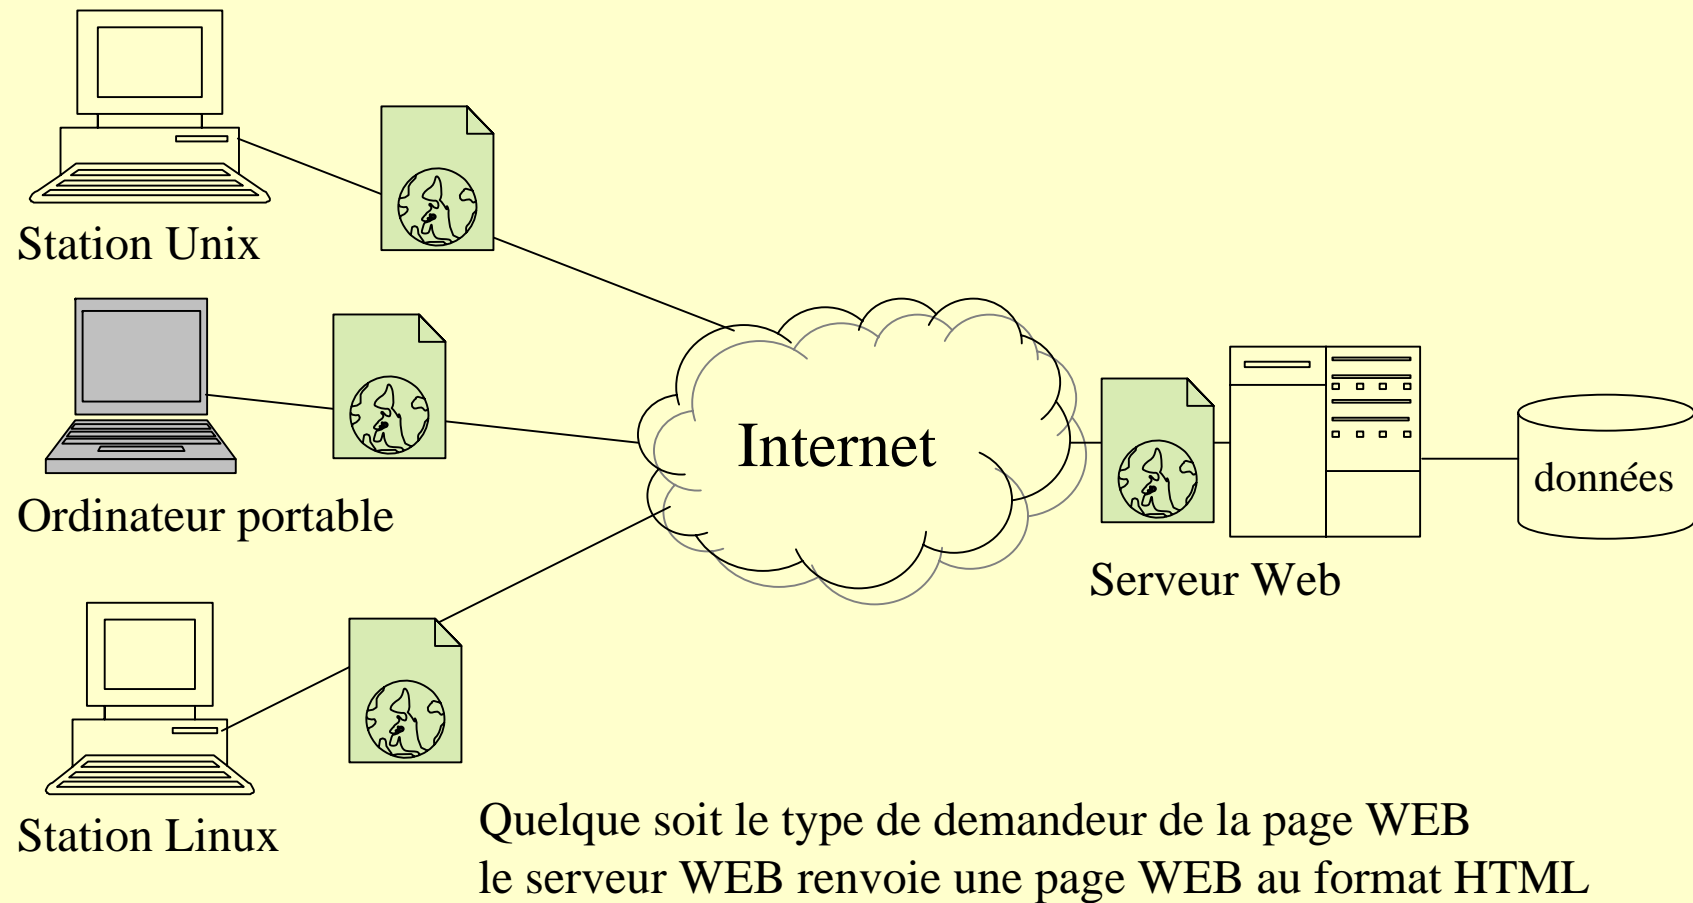 Station Unix
Ordinateur portable
Internet
données
Serveur Web
Station Linux
Quelque soit le type de demandeur de la page WEB
le serveur WEB renvoie une page WEB au format HTML